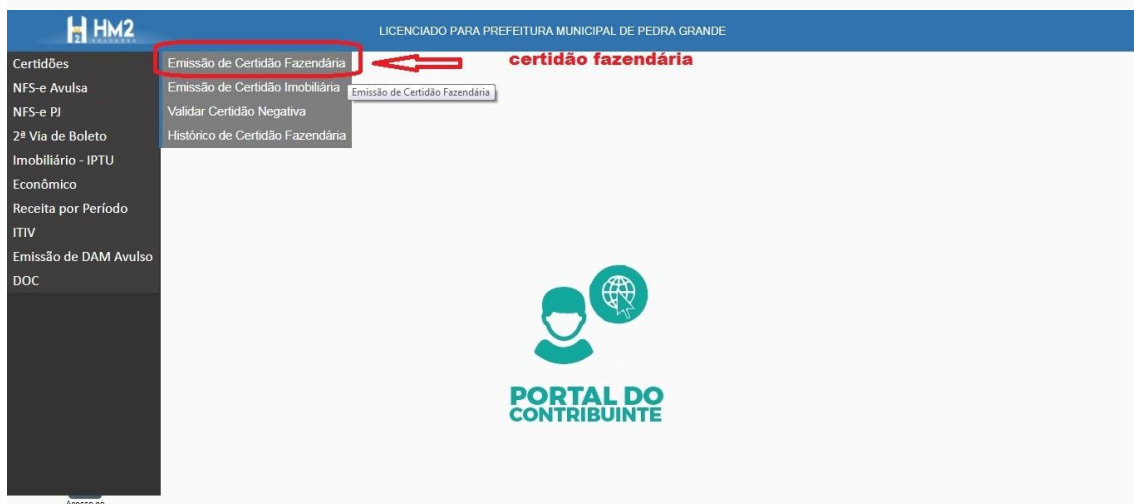 HM2
LICENCIADO PARA PREFEITURA MUNICIPAL DE PEDRA GRANDE
Certidões
NFS-e Avulsa
NFS-e PJ
2ª Via de Boleto
Imobiliário - IPTU
Econômico
Receita por Período
ITIV
Emissão de DAM Avulso
DOC
Emissão de Certidão Fazendária
Emissão de Certidão Imobiliária
Validar Certidão Negativa
Histórico de Certidão Fazendária
certidão fazendária
Emissão de Certidão Fazendária
PORTAL DO
CONTRIBUINTE